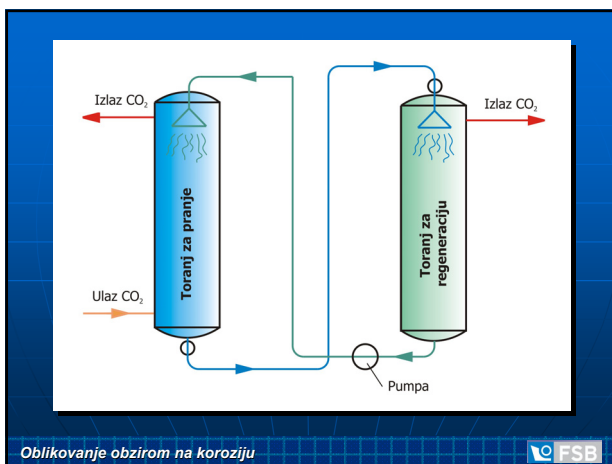 Izlaz CO₂
Izlaz CO₂
Toranj za pranje
Toranj za
regeneraciju
Ulaz CO₂
Pumpa
Oblikovanje obzirom na koroziju
FSB